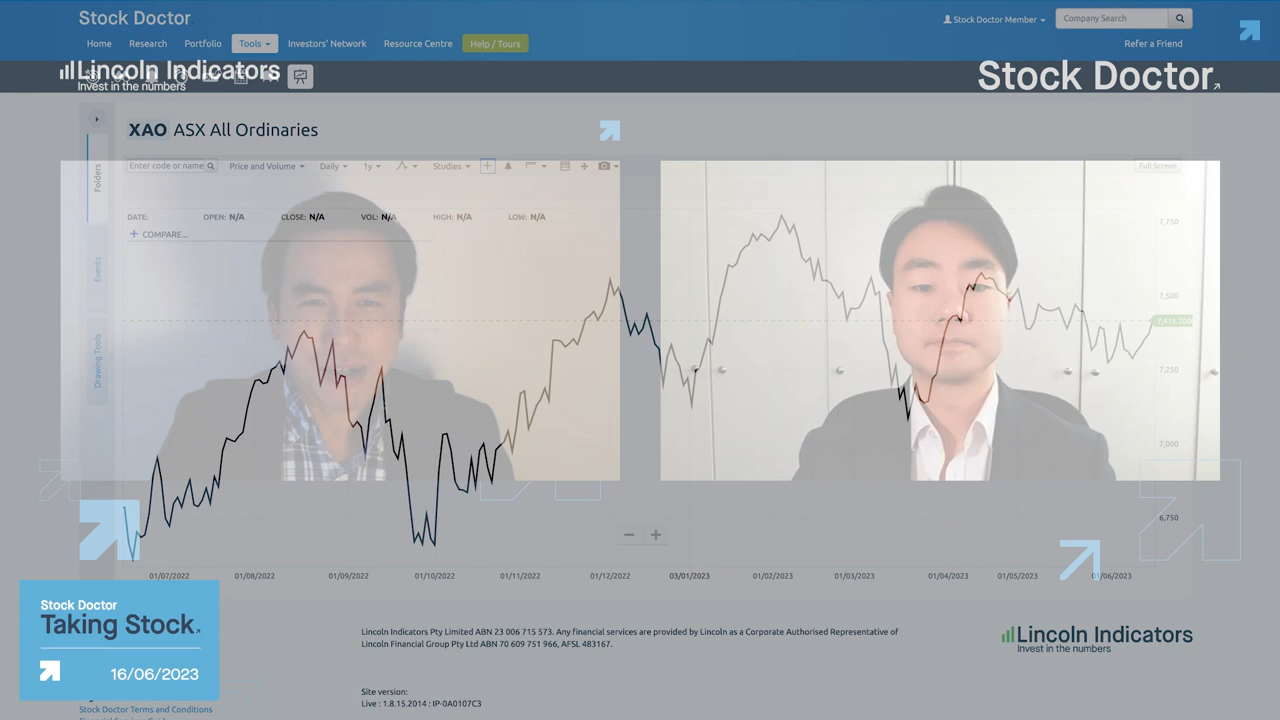 Stock Doctor
Stock Doctor Member
Company Search
Home Research Portfolio Tools Investors' Network Resource Centre Help / Tours
Refer a Friend
Lincoln Indicators
Invest in the numbers
Stock Doctor
XAO ASX All Ordinaries
Enter code or name
Price and Volume Daily 1y Studies
Full Screen
DATE: OPEN: N/A CLOSE: N/A VOL: N/A HIGH: N/A LOW: N/A
+ COMPARE...
Folders
Events
Drawing Tools
7,750
7,500
7,416.200
7,250
7,000
6,750
01/07/2022 01/08/2022 01/09/2022 01/10/2022 01/11/2022 01/12/2022 03/01/2023 01/02/2023 01/03/2023 01/04/2023 01/05/2023 01/06/2023
Stock Doctor
Taking Stock
16/06/2023
Lincoln Indicators Pty Limited ABN 23 006 715 573. Any financial services are provided by Lincoln as a Corporate Authorised Representative of
Lincoln Financial Group Pty Ltd ABN 70 609 751 966, AFSL 483167.
Lincoln Indicators
Invest in the numbers
Site version:
Live : 1.8.15.2014 : IP-0A0107C3
Stock Doctor Terms and Conditions